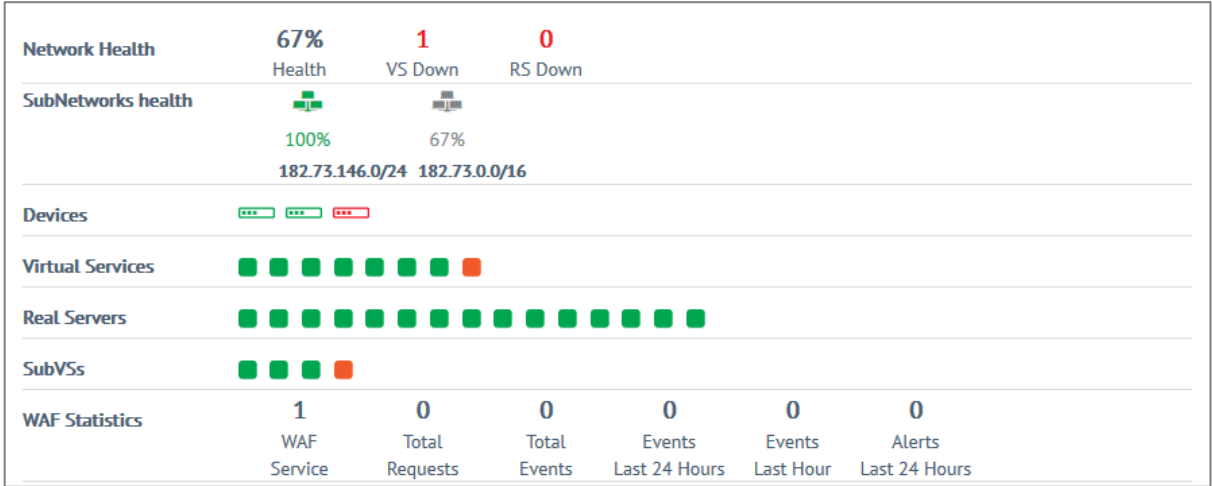 Network Health 67% 1 0
Health VS Down RS Down
SubNetworks health
100% 67%
182.73.146.0/24 182.73.0.0/16
Devices
Virtual Services
Real Servers
SubVSs
WAF Statistics 1 0 0 0 0 0
WAF Total Total Events Events Alerts
Service Requests Events Last 24 Hours Last Hour Last 24 Hours